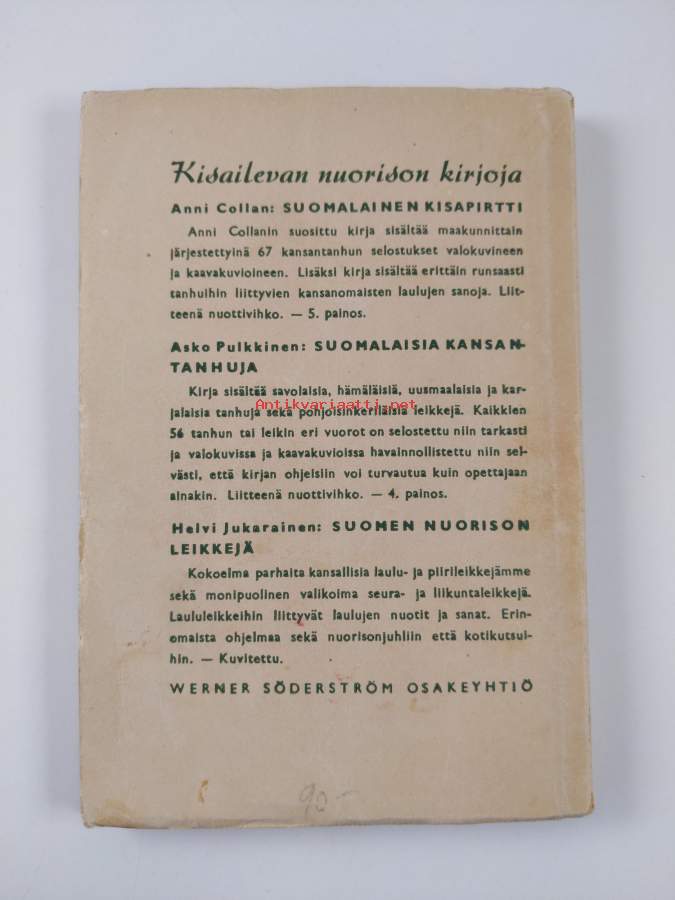 Kisailevan nuorison kirjoja
Anni Collan: SUOMALAINEN KISAPIRTTI
Anni Collanin suosittu kirja sisältää maakunnittain
järjestettyinä 67 kansantanhun selostukset valokuvineen
ja kaavakuvioineen. Lisäksi kirja sisältää erittäin runsaasti
tanhuihin liittyvien kansanomaisten laulujen sanoja. Liit-
teenä nuottivihko. — 5. painos.
Asko Pulkkinen: SUOMALAISIA KANSAN-
TANHUJA
Kirja sisältää savolaisia, hämäläisiä, uusmaalaisia ja kar-
jalaisia tanhuja sekä pohjoisinkeriläisiä leikkejä. Kaikkien
Antikvariaatti.net
56 tanhun tai leikin eri vuorot on selostettu niin tarkasti
ja valokuvissa ja kaavakuvioissa havainnollistettu niin sel-
västi, että kirjan ohjeisiin voi turvautua kuin opettajaan
ainakin. Liitteenä nuottivihko. — 4. painos.
Helvi Jukarainen: SUOMEN NUORISON
LEIKKEJÄ
Kokoelma parhaita kansallisia laulu- ja piirileikkejämme
sekä monipuolinen valikoima seura- ja liikuntaleikkejä.
Laululeikkeihin liittyvät laulujen nuotit ja sanat. Erin-
omaista ohjelmaa sekä nuorisonjuhliin että kotikutsui-
hin. — Kuvitettu.
WERNER SÖDERSTRÖM OSAKEYHTIÖ
90-